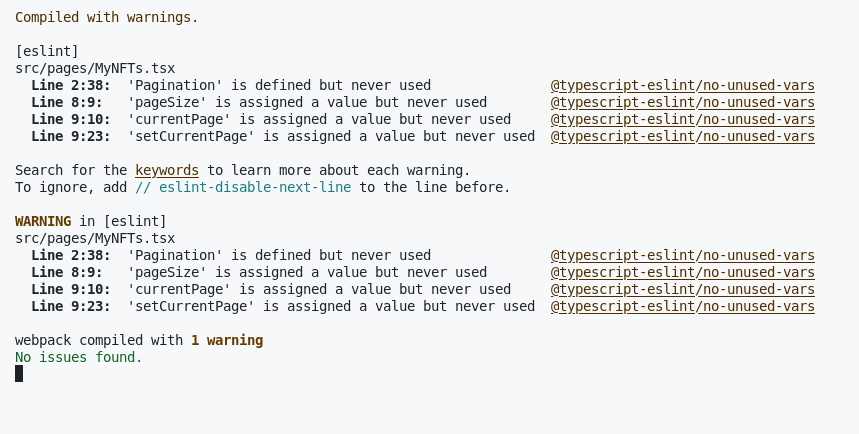 Compiled with warnings.

[eslint]
src/pages/MyNFTs.tsx
  Line 2:38:  'Pagination' is defined but never used               @typescript-eslint/no-unused-vars
  Line 8:9:   'pageSize' is assigned a value but never used        @typescript-eslint/no-unused-vars
  Line 9:10:  'currentPage' is assigned a value but never used     @typescript-eslint/no-unused-vars
  Line 9:23:  'setCurrentPage' is assigned a value but never used  @typescript-eslint/no-unused-vars

Search for the keywords to learn more about each warning.
To ignore, add // eslint-disable-next-line to the line before.

WARNING in [eslint]
src/pages/MyNFTs.tsx
  Line 2:38:  'Pagination' is defined but never used               @typescript-eslint/no-unused-vars
  Line 8:9:   'pageSize' is assigned a value but never used        @typescript-eslint/no-unused-vars
  Line 9:10:  'currentPage' is assigned a value but never used     @typescript-eslint/no-unused-vars
  Line 9:23:  'setCurrentPage' is assigned a value but never used  @typescript-eslint/no-unused-vars

webpack compiled with 1 warning
No issues found.